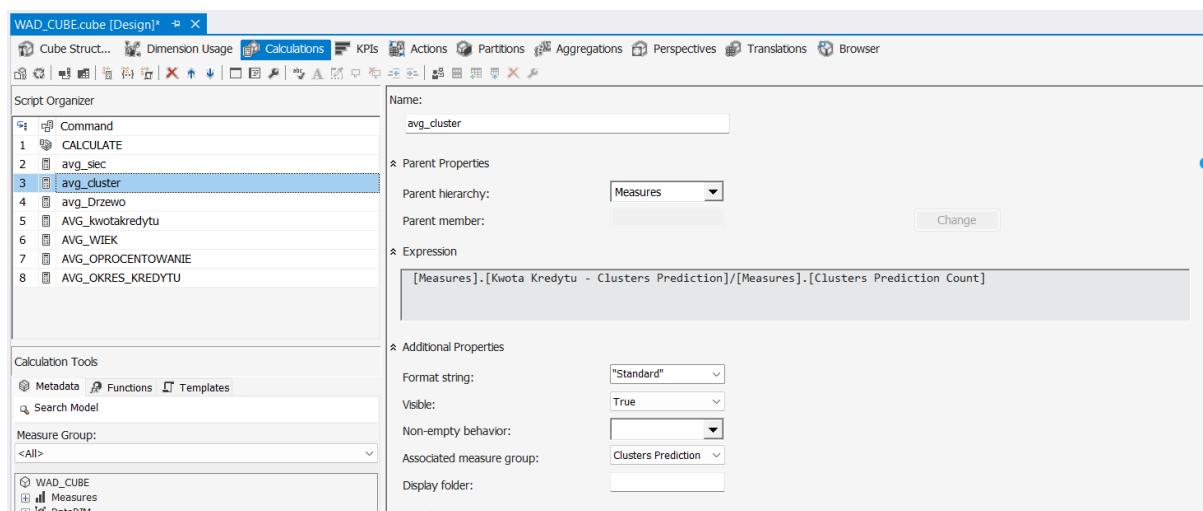 WAD_CUBE.cube [Design]*
Cube Struct... Dimension Usage Calculations KPIs Actions Partitions Aggregations Perspectives Translations Browser
Script Organizer
Command
1 CALCULATE
2 avg_siec
3 avg_cluster
4 avg_Drzewo
5 AVG_kwotakredytu
6 AVG_WIEK
7 AVG_OPROCENTOWANIE
8 AVG_OKRES_KREDYTU
Calculation Tools
Metadata Functions Templates
Search Model
Measure Group:
<All>
WAD_CUBE
Measures
DateDIM
Name:
avg_cluster
Parent Properties
Parent hierarchy: Measures
Parent member: Change
Expression
[Measures].[Kwota Kredytu - Clusters Prediction]/[Measures].[Clusters Prediction Count]
Additional Properties
Format string: "Standard"
Visible: True
Non-empty behavior:
Associated measure group: Clusters Prediction
Display folder: